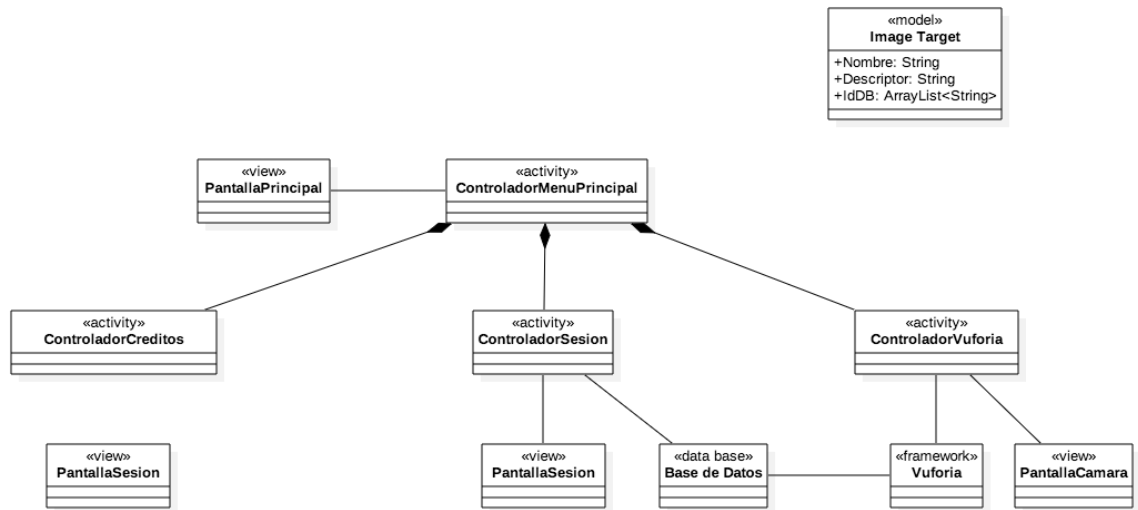 «model»
Image Target
+Nombre: String
+Descriptor: String
+IdDB: ArrayList<String>
«view»
PantallaPrincipal
«activity»
ControladorMenuPrincipal
«activity»
ControladorCreditos
«activity»
ControladorSesion
«activity»
ControladorVuforia
«view»
PantallaSesion
«view»
PantallaSesion
«data base»
Base de Datos
«framework»
Vuforia
«view»
PantallaCamara